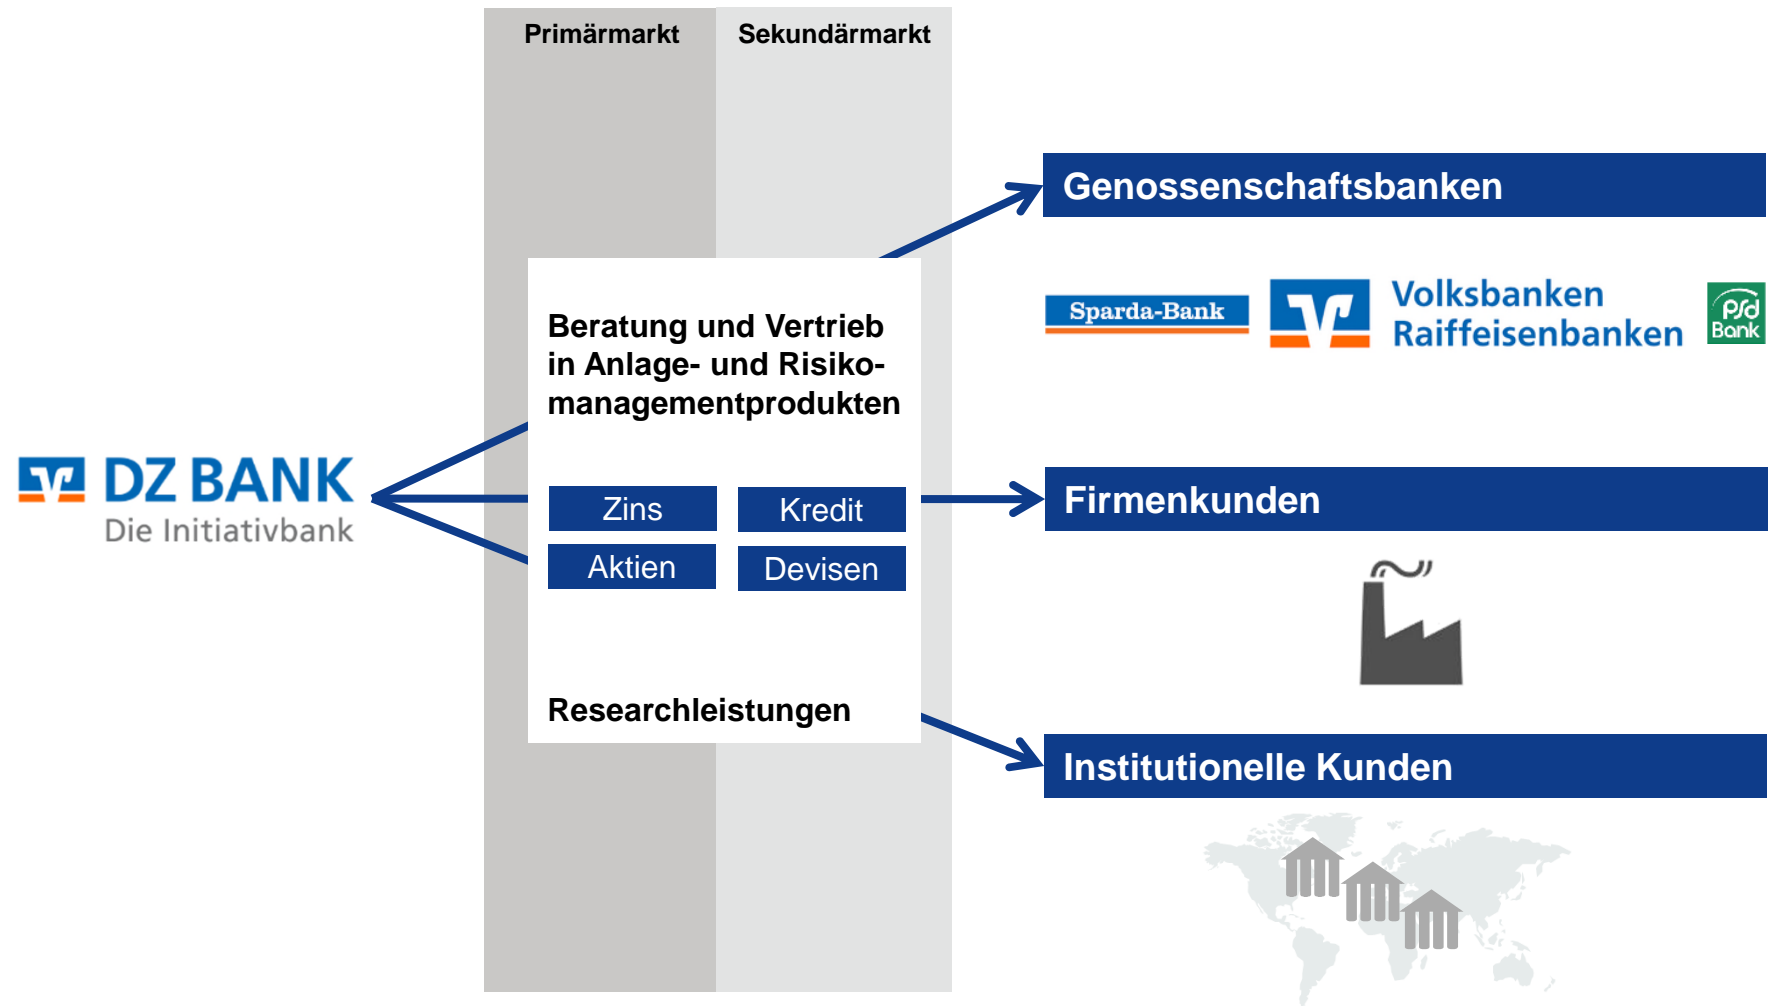 Primärmarkt
Sekundärmarkt
DZ BANK
Die Initiativbank
Beratung und Vertrieb
in Anlage- und Risiko-
managementprodukten
Zins
Kredit
Aktien
Devisen
Researchleistungen
Genossenschaftsbanken
Sparda-Bank
Volksbanken
Raiffeisenbanken
PSD
Bank
Firmenkunden
Institutionelle Kunden